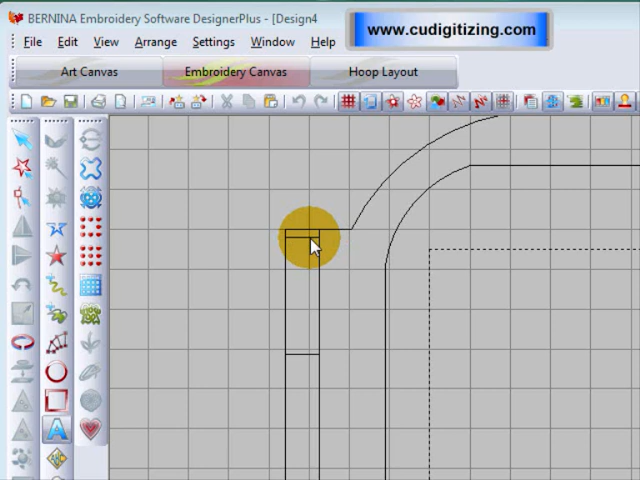 BERNINA Embroidery Software DesignerPlus - [Design4
www.cudigitizing.com
File Edit View Arrange Settings Window Help
Art Canvas Embroidery Canvas Hoop Layout
A
ABC